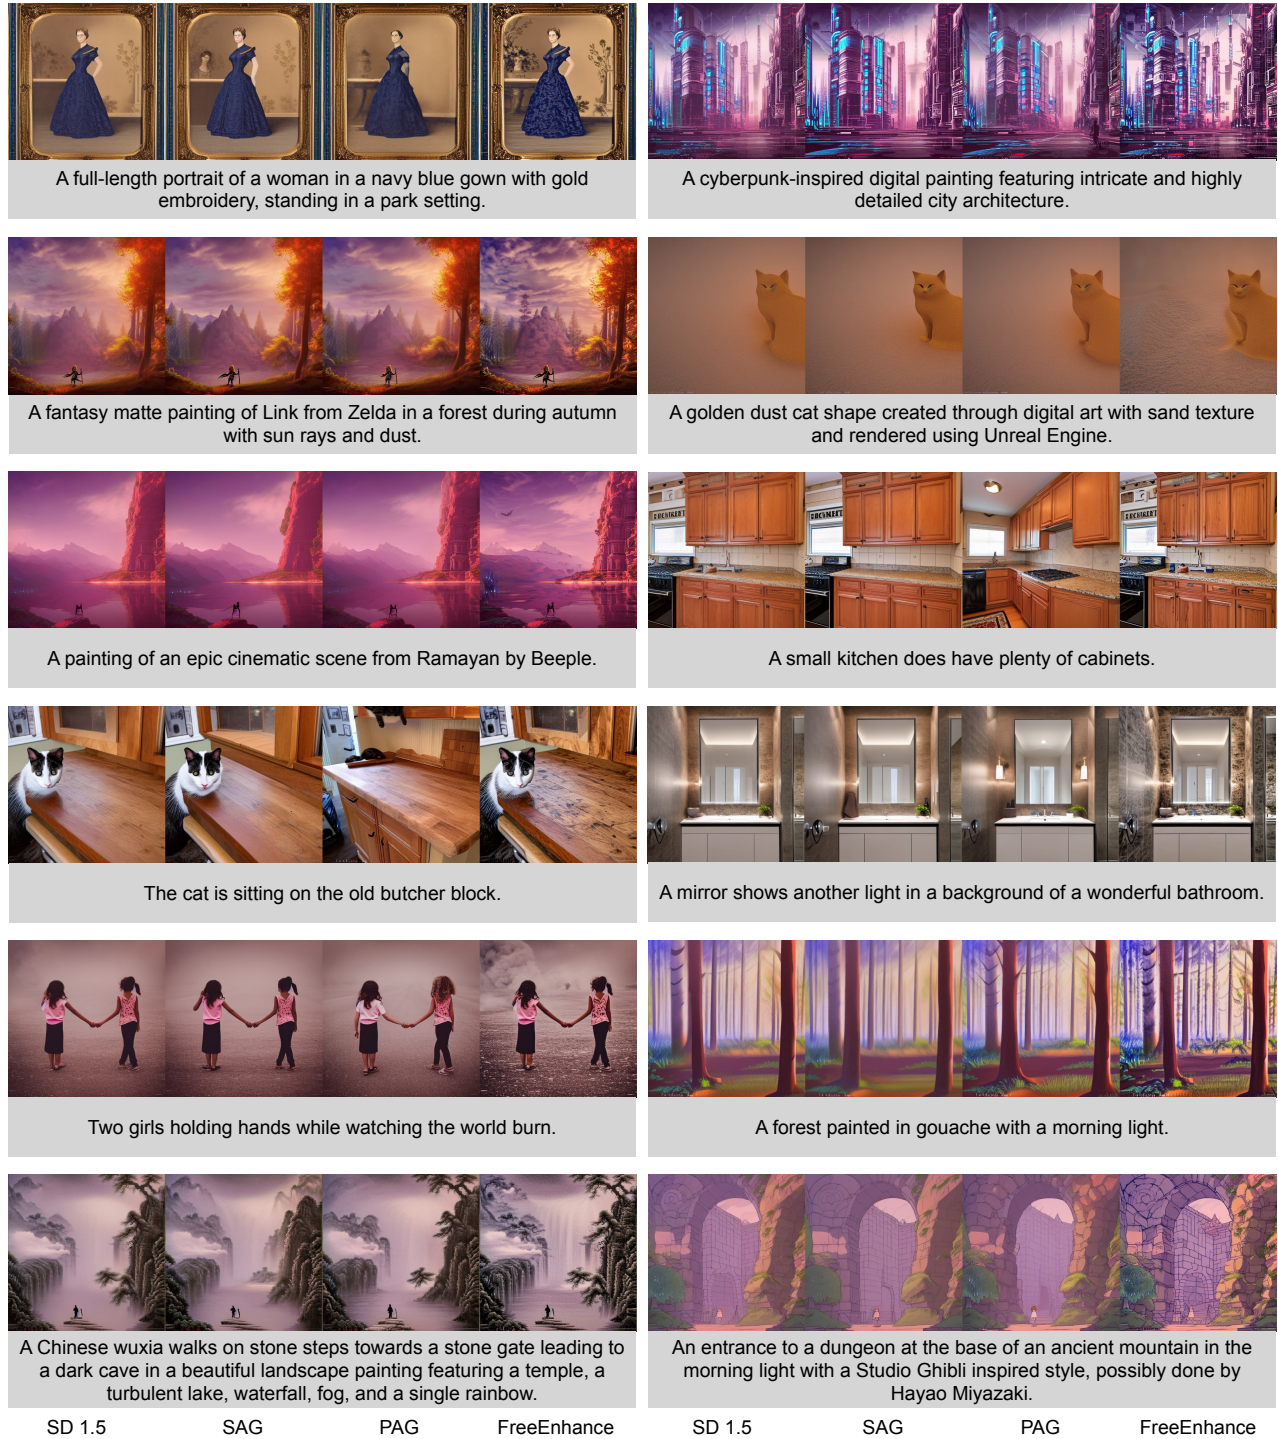 A full-length portrait of a woman in a navy blue gown with gold
embroidery, standing in a park setting.
A cyberpunk-inspired digital painting featuring intricate and highly
detailed city architecture.
A fantasy matte painting of Link from Zelda in a forest during autumn
with sun rays and dust.
A golden dust cat shape created through digital art with sand texture
and rendered using Unreal Engine.
A painting of an epic cinematic scene from Ramayan by Beeple.
A small kitchen does have plenty of cabinets.
The cat is sitting on the old butcher block.
A mirror shows another light in a background of a wonderful bathroom.
Two girls holding hands while watching the world burn.
A forest painted in gouache with a morning light.
A Chinese wuxia walks on stone steps towards a stone gate leading to
a dark cave in a beautiful landscape painting featuring a temple, a
turbulent lake, waterfall, fog, and a single rainbow.
An entrance to a dungeon at the base of an ancient mountain in the
morning light with a Studio Ghibli inspired style, possibly done by
Hayao Miyazaki.
SD 1.5 SAG PAG FreeEnhance
SD 1.5 SAG PAG FreeEnhance